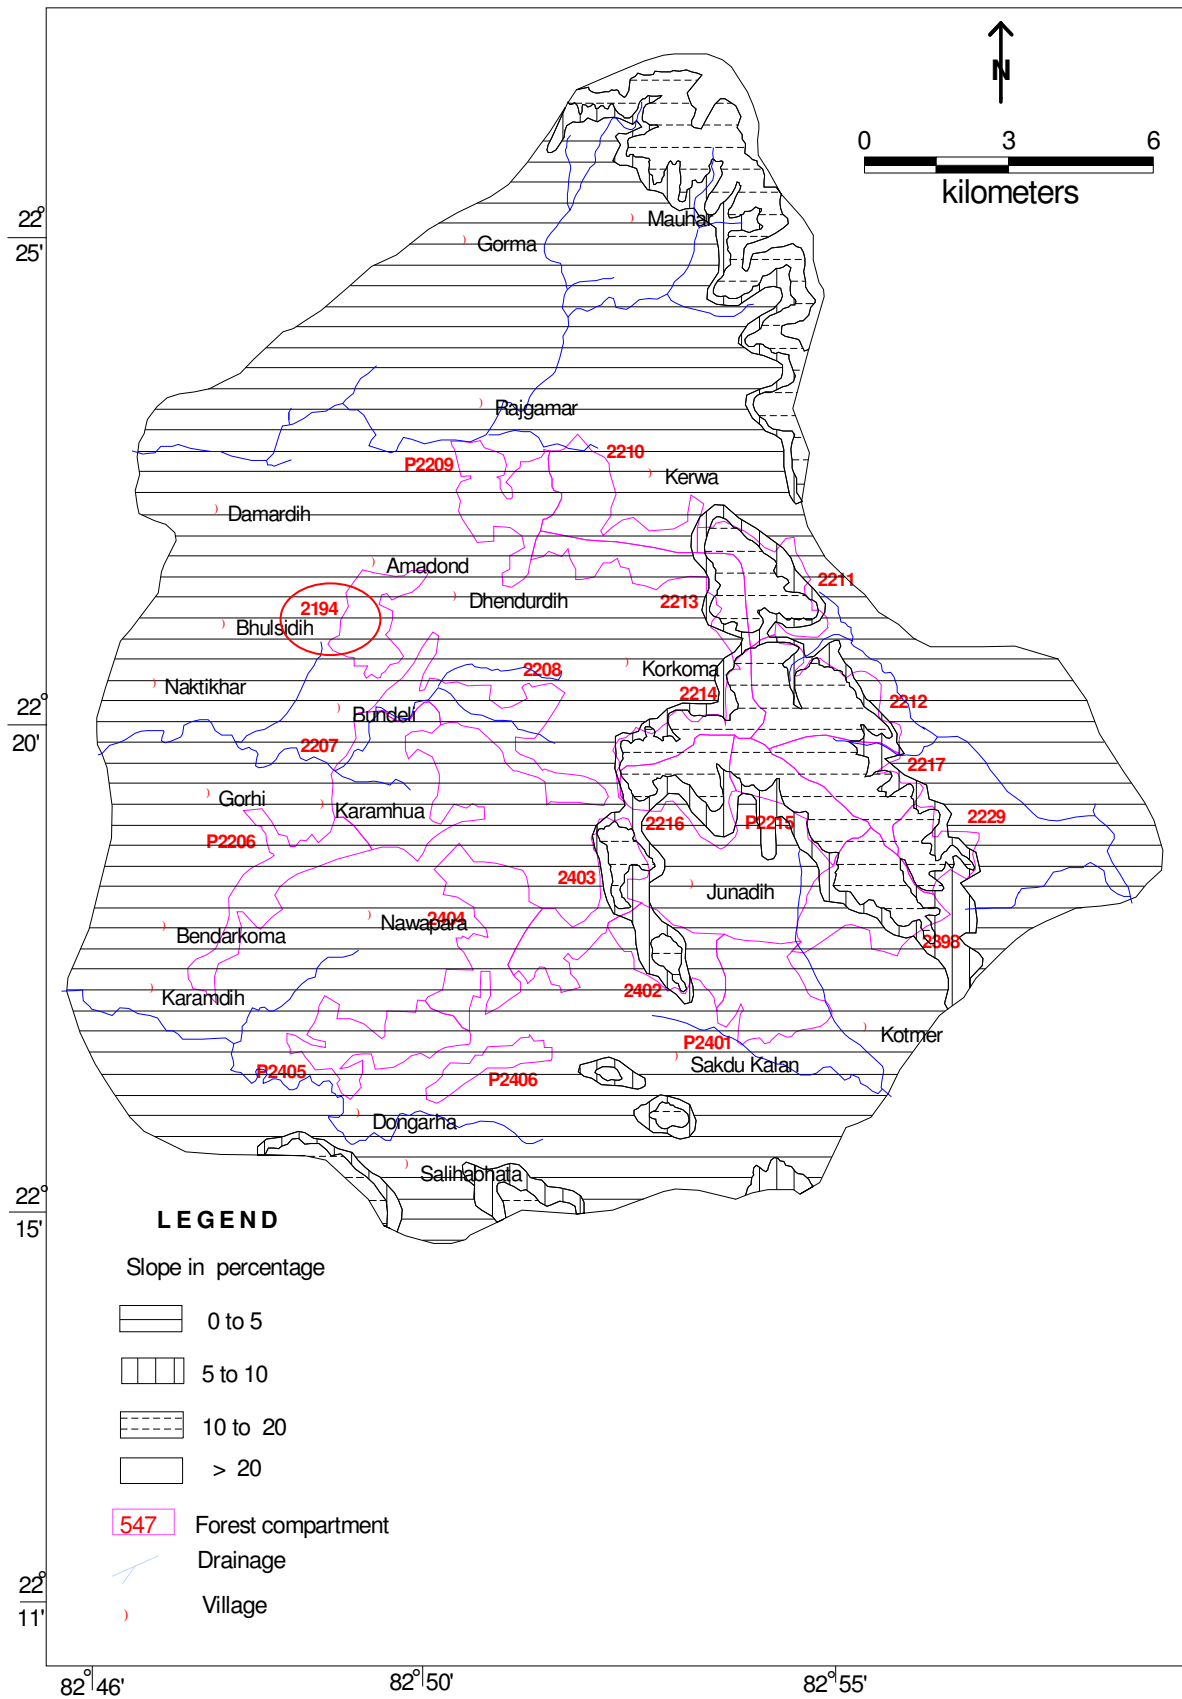 N
0 3 6
kilometers
22°
25'
Mauhar
Gorma
Rajgamar
2210
P2209
Kerwa
Damardih
Amadond
2211
Dhendurdih
2213
2194
Bhulsidih
Korkoma
2208
Naktikhar
2214
2212
22°
20'
Bundeli
2207
2217
Gorhi
Karamhua
2229
2216
P2215
P2206
2403
Junadih
2404
Nawapara
Bendarkoma
2398
2402
Karamdih
Kotmer
P2401
Sakdu Kalan
P2405
P2406
Dongarha
Salihabhata
22°
15'
LEGEND
Slope in percentage
0 to 5
5 to 10
10 to 20
> 20
547 Forest compartment
Drainage
Village
22°
11'
82°46' 82°50' 82°55'